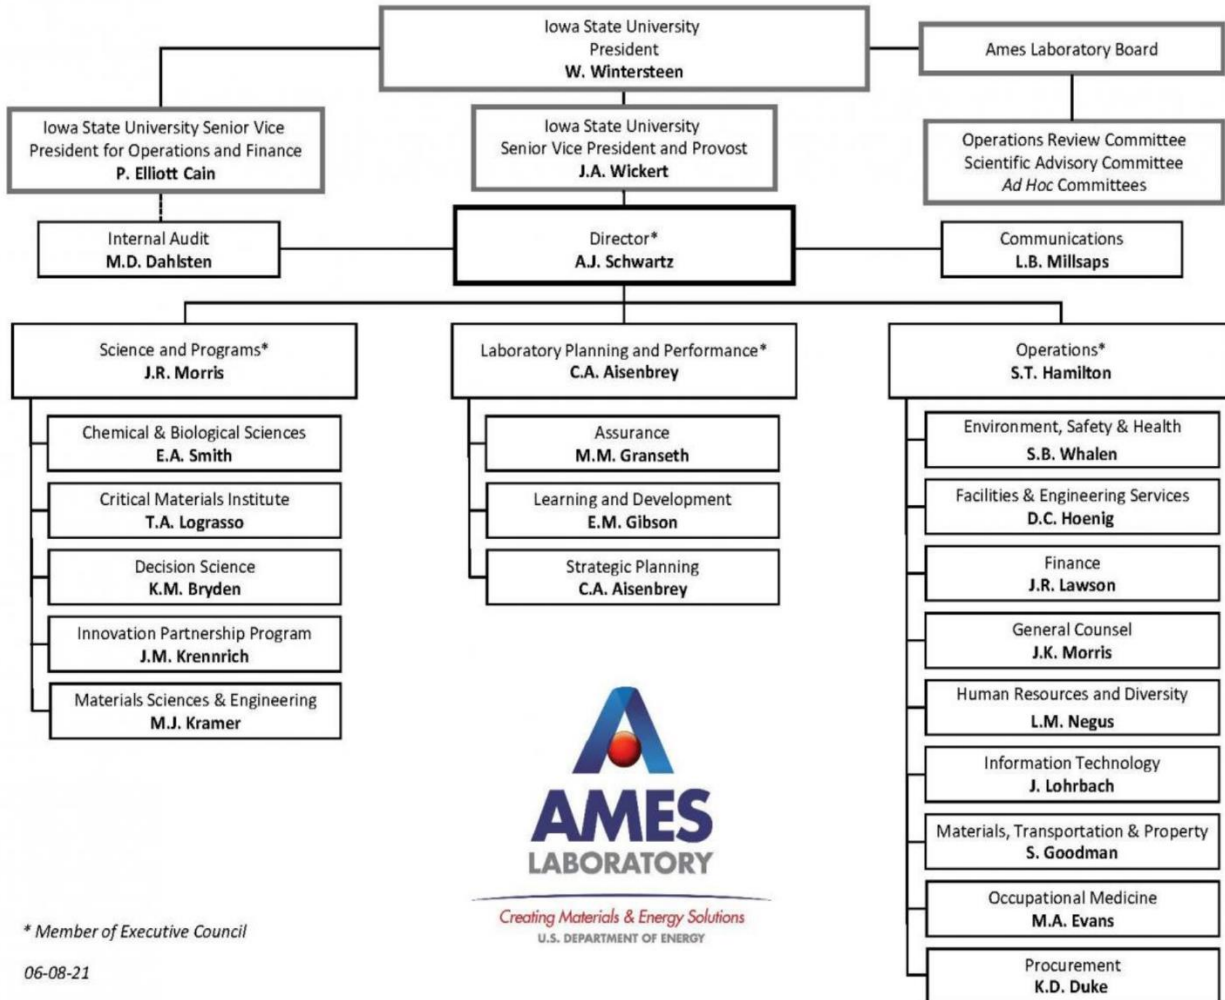 Iowa State University
President
W. Wintersteen
Ames Laboratory Board
Iowa State University Senior Vice
President for Operations and Finance
P. Elliott Cain
Iowa State University
Senior Vice President and Provost
J.A. Wickert
Operations Review Committee
Scientific Advisory Committee
Ad Hoc Committees
Internal Audit
M.D. Dahlsten
Director*
A.J. Schwartz
Communications
L.B. Millsaps
Science and Programs*
J.R. Morris
Chemical & Biological Sciences
E.A. Smith
Critical Materials Institute
T.A. Lograsso
Decision Science
K.M. Bryden
Innovation Partnership Program
J.M. Krennrich
Materials Sciences & Engineering
M.J. Kramer
Laboratory Planning and Performance*
C.A. Aisenbrey
Assurance
M.M. Granseth
Learning and Development
E.M. Gibson
Strategic Planning
C.A. Aisenbrey
Operations*
S.T. Hamilton
Environment, Safety & Health
S.B. Whalen
Facilities & Engineering Services
D.C. Hoenig
Finance
J.R. Lawson
General Counsel
J.K. Morris
Human Resources and Diversity
L.M. Negus
Information Technology
J. Lohrbach
Materials, Transportation & Property
S. Goodman
Occupational Medicine
M.A. Evans
Procurement
K.D. Duke
AMES
LABORATORY
Creating Materials & Energy Solutions
U.S. DEPARTMENT OF ENERGY
* Member of Executive Council
06-08-21